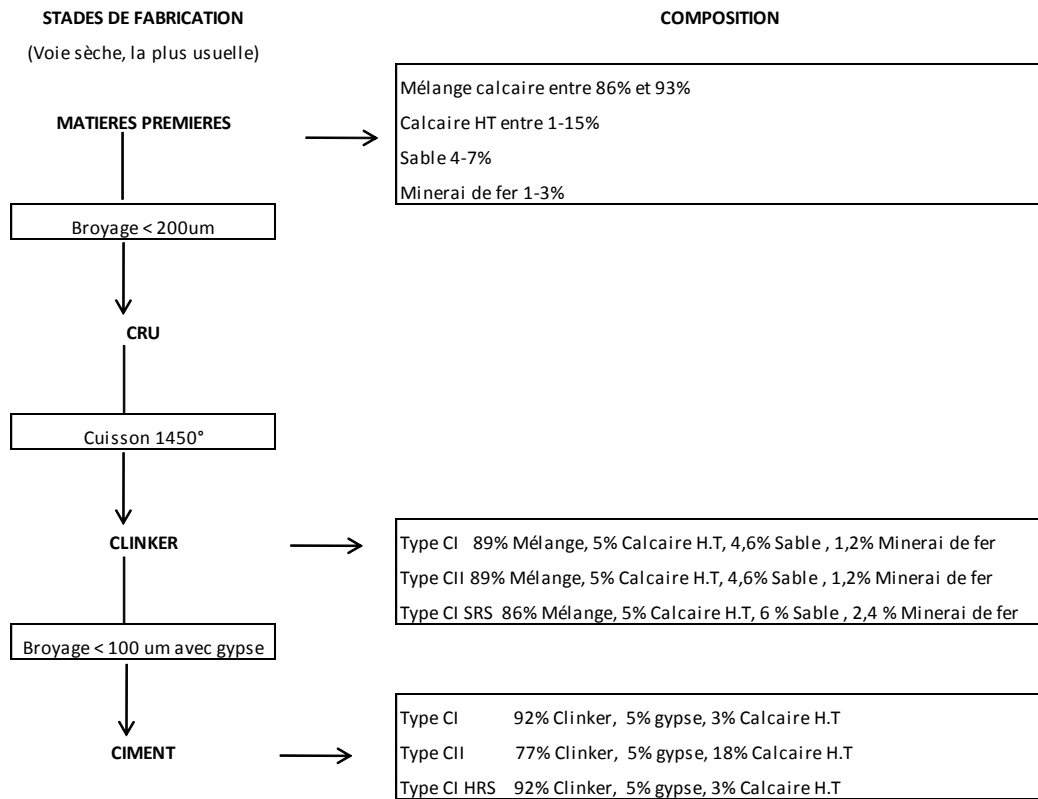 STADES DE FABRICATION
COMPOSITION
(Voie sèche, la plus usuelle)
MATIERES PREMIERES
Mélange calcaire entre 86% et 93%
Calcaire HT entre 1-15%
Sable 4-7%
Minerai de fer 1-3%
Broyage < 200um
CRU
Cuisson 1450°
CLINKER
Type CI 89% Mélange, 5% Calcaire H.T, 4,6% Sable , 1,2% Minerai de fer
Type CII 89% Mélange, 5% Calcaire H.T, 4,6% Sable , 1,2% Minerai de fer
Type CI SRS 86% Mélange, 5% Calcaire H.T, 6 % Sable , 2,4 % Minerai de fer
Broyage < 100 um avec gypse
CIMENT
Type CI 92% Clinker, 5% gypse, 3% Calcaire H.T
Type CII 77% Clinker, 5% gypse, 18% Calcaire H.T
Type CI HRS 92% Clinker, 5% gypse, 3% Calcaire H.T